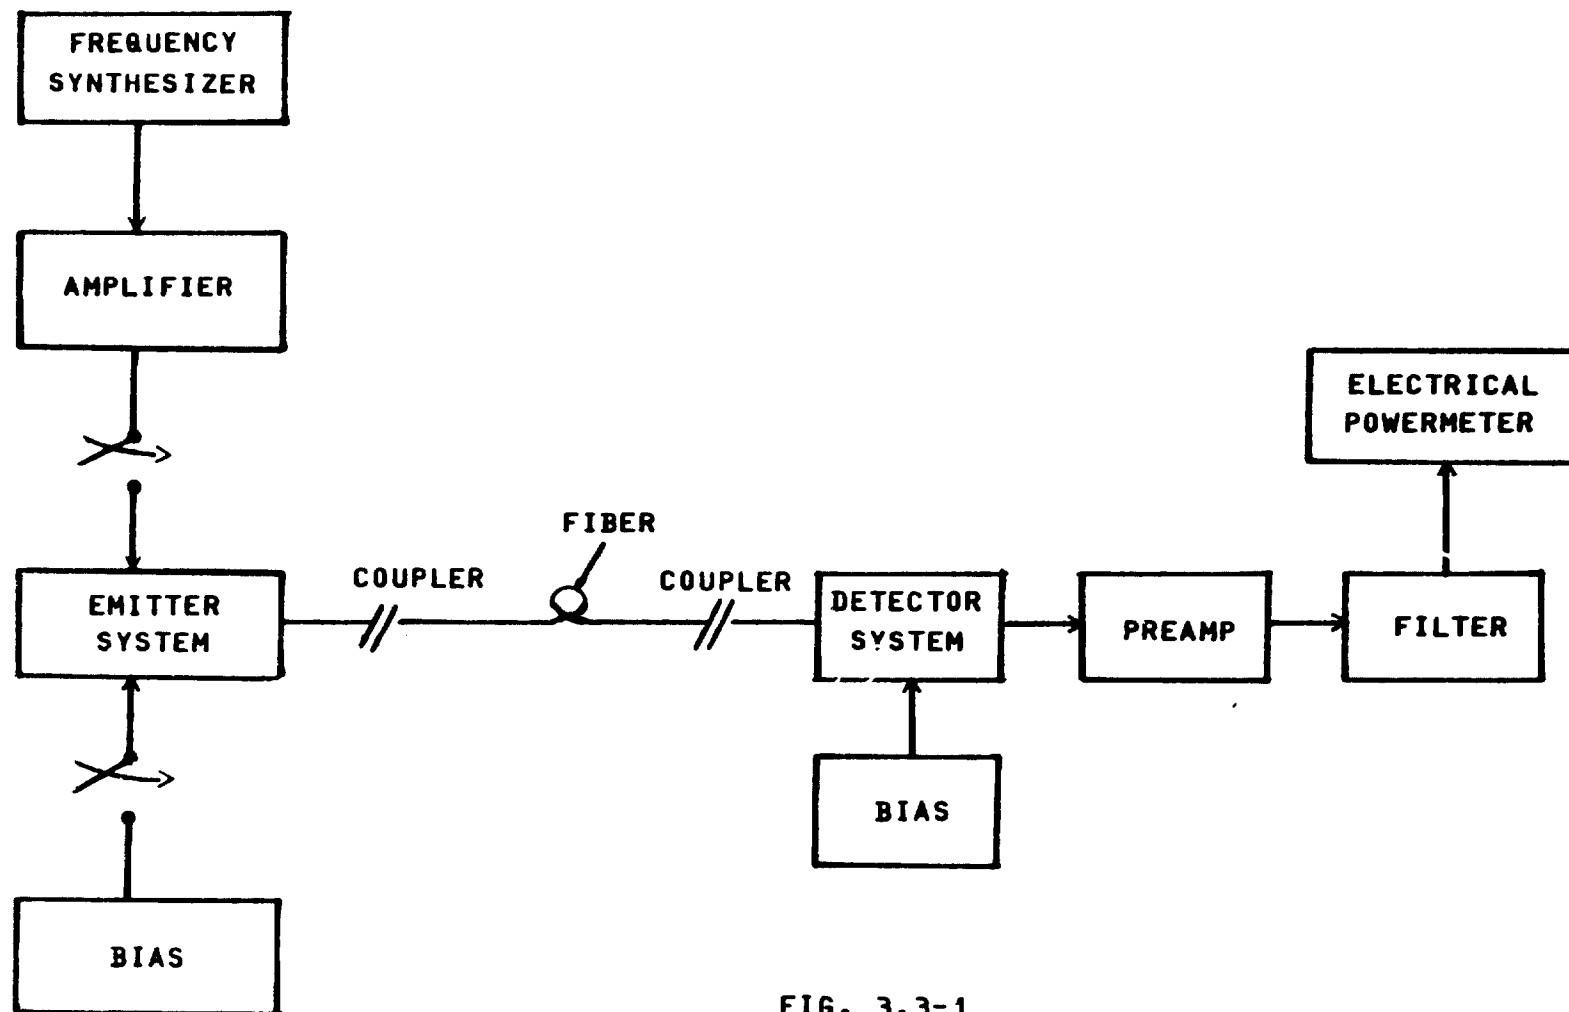 FREQUENCY
SYNTHESIZER
AMPLIFIER
ELECTRICAL
POWERMETER
FIBER
COUPLER
COUPLER
EMITTER
SYSTEM
DETECTOR
SYSTEM
PREAMP
FILTER
BIAS
BIAS
FIG. 3.3-1